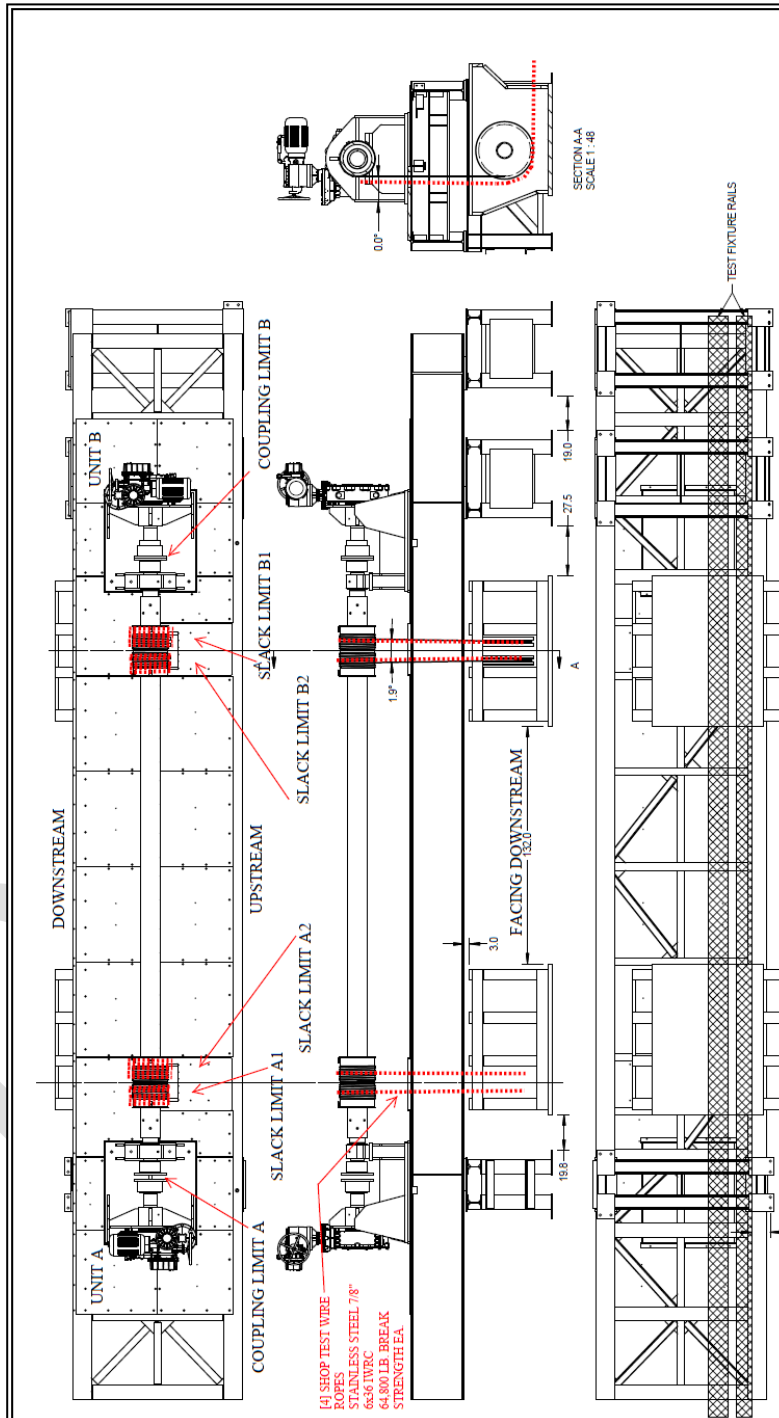 SECTION A-A
SCALE 1 : 48
0.0°
TEST FIXTURE RAILS
DOWNSTREAM
UPSTREAM
UNIT B
COUPLING LIMIT B
SLACK LIMIT B1
SLACK LIMIT B2
SLACK LIMIT A2
SLACK LIMIT A1
COUPLING LIMIT A
UNIT A
1.9°
A
19.0
27.5
FACING DOWNSTREAM
132.0
3.0
19.8
[4] SHOP TEST WIRE
ROPES
STAINLESS STEEL 7/8"
6x36 IWRC
64,800 LB. BREAK
STRENGTH EA.